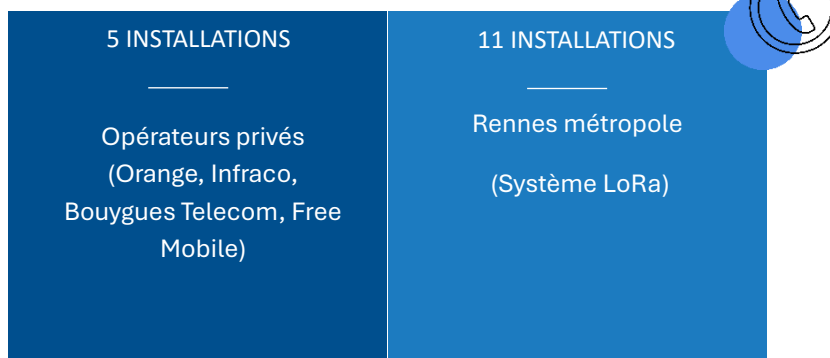 5 INSTALLATIONS
Opérateurs privés
(Orange, Infraco,
Bouygues Telecom, Free
Mobile)
11 INSTALLATIONS
Rennes métropole
(Système LoRa)